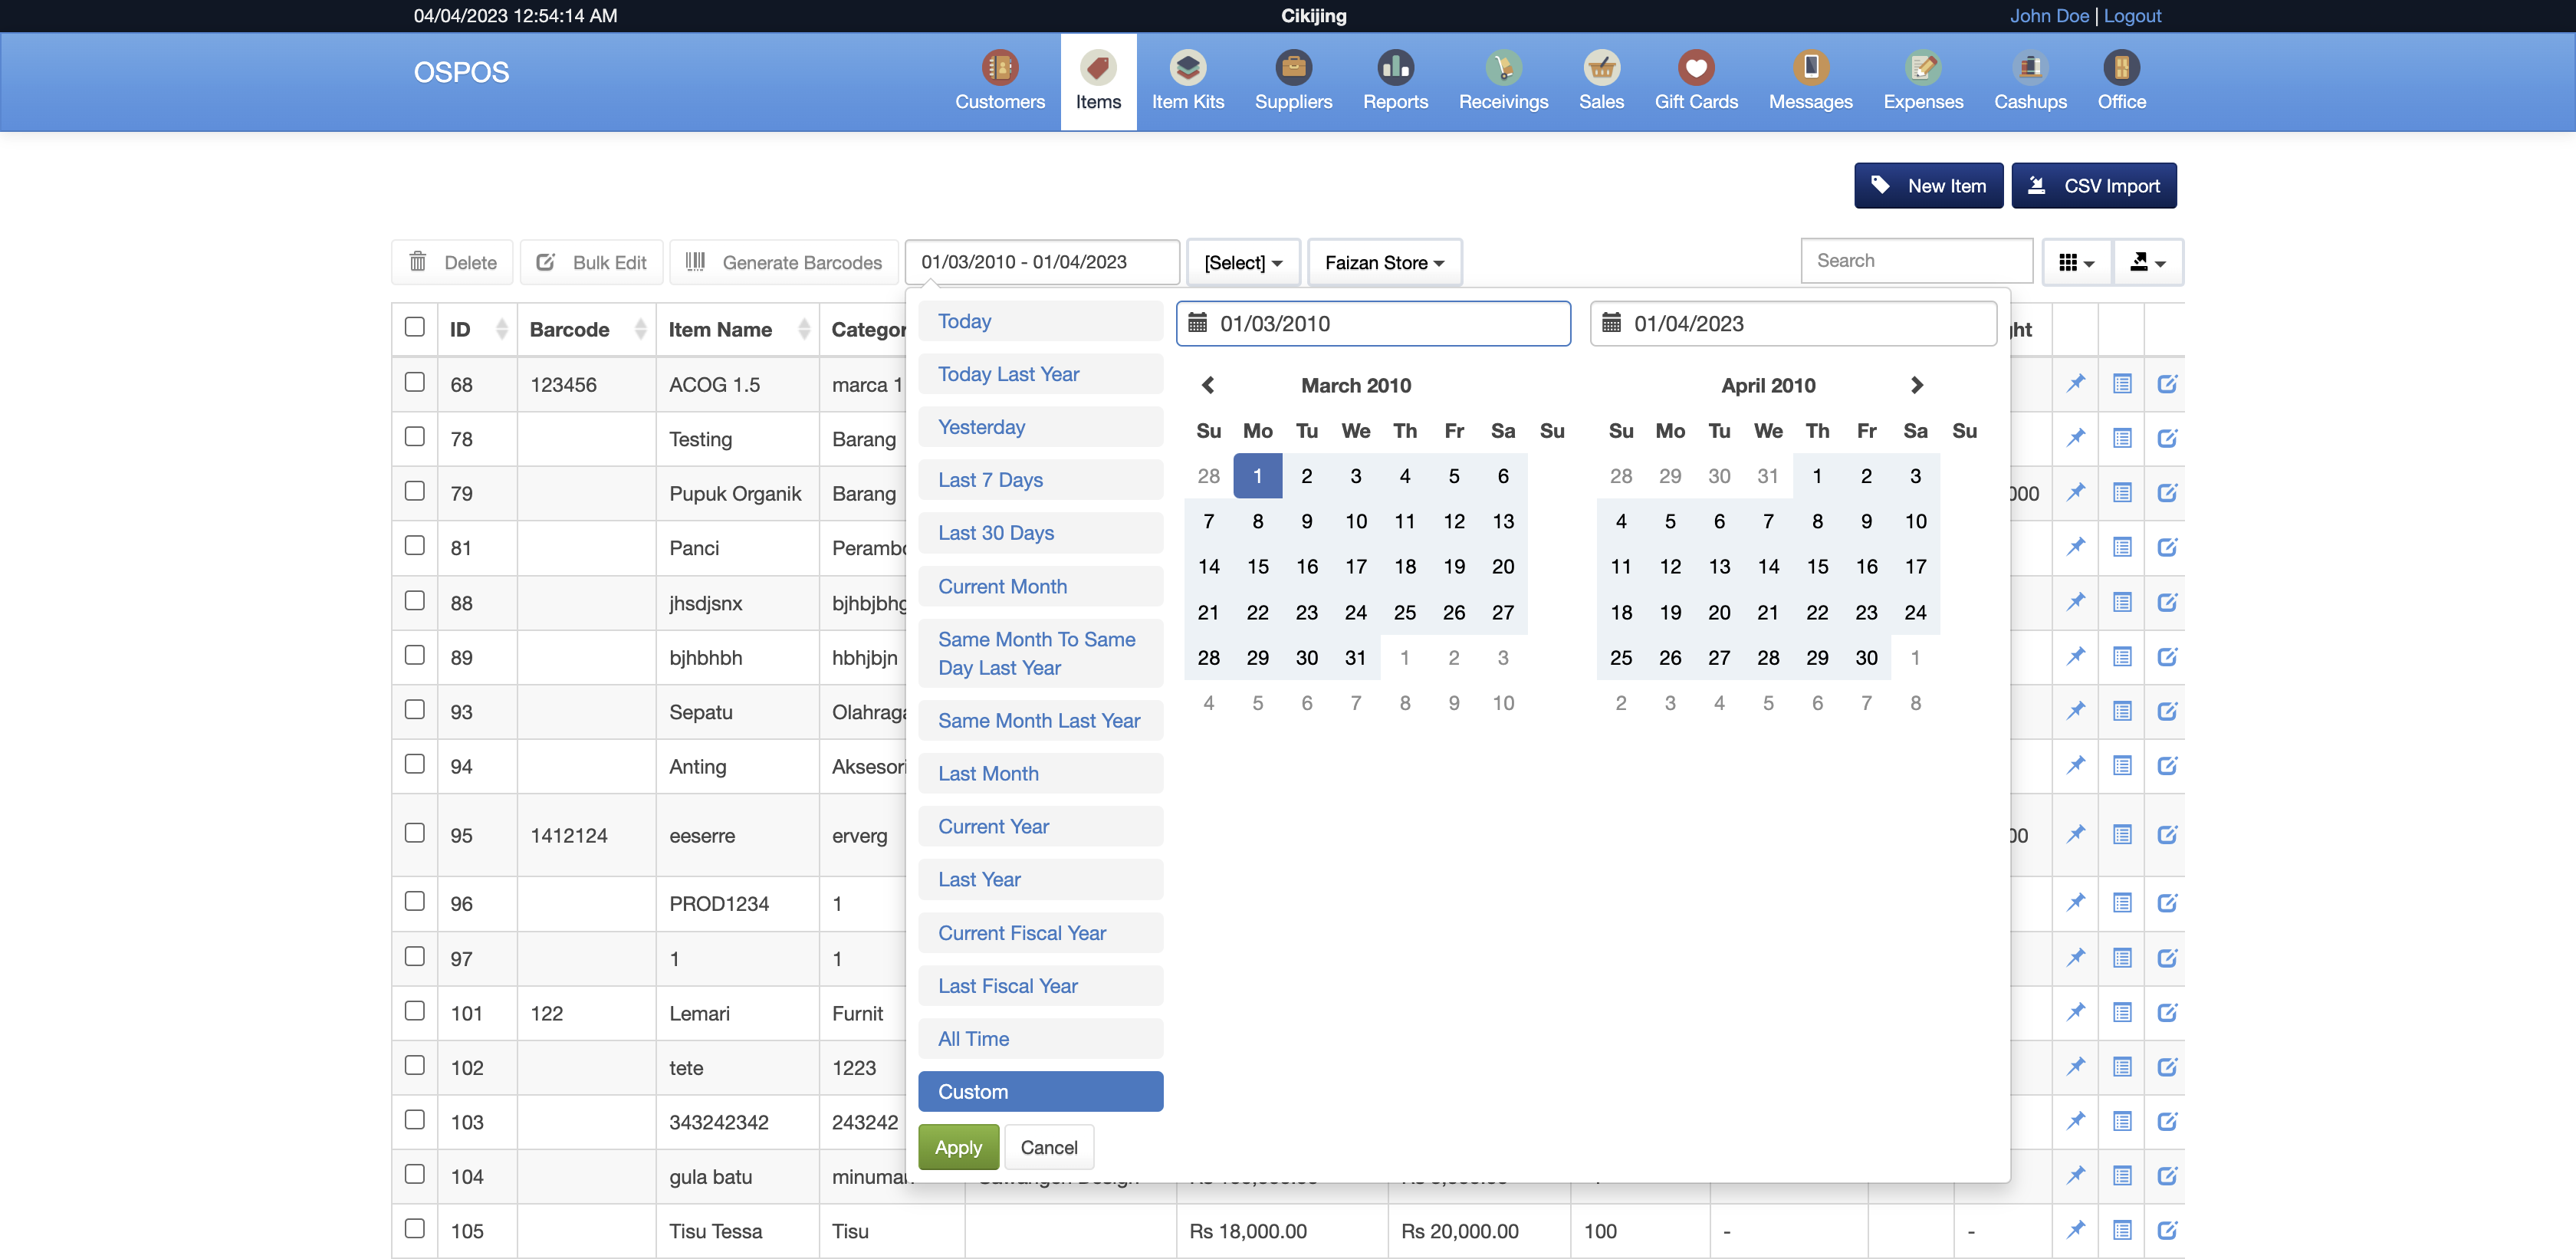 04/04/2023 12:54:14 AM
Cikijing
John Doe | Logout
OSPOS
Customers Items Item Kits Suppliers Reports Receivings Sales Gift Cards Messages Expenses Cashups Office
New Item CSV Import
Delete Bulk Edit Generate Barcodes 01/03/2010 - 01/04/2023 [Select] Faizan Store Search
ID Barcode Item Name Categor ght
68 123456 ACOG 1.5 marca 1
78 Testing Barang
79 Pupuk Organik Barang 000
81 Panci Peramb
88 jhsdjsnx bjhbjbhg
89 bjhbhbh hbhjbjn
93 Sepatu Olahraga
94 Anting Aksesori
95 1412124 eeserre erverg 00
96 PROD1234 1
97 1 1
101 122 Lemari Furnit
102 tete 1223
103 343242342 243242
104 gula batu minuman
105 Tisu Tessa Tisu Rs 18,000.00 Rs 20,000.00 100 - -
Today
Today Last Year
Yesterday
Last 7 Days
Last 30 Days
Current Month
Same Month To Same
Day Last Year
Same Month Last Year
Last Month
Current Year
Last Year
Current Fiscal Year
Last Fiscal Year
All Time
Custom
Apply Cancel
01/03/2010
March 2010
Su Mo Tu We Th Fr Sa Su
28 1 2 3 4 5 6
7 8 9 10 11 12 13
14 15 16 17 18 19 20
21 22 23 24 25 26 27
28 29 30 31 1 2 3
4 5 6 7 8 9 10
01/04/2023
April 2010
Su Mo Tu We Th Fr Sa Su
28 29 30 31 1 2 3
4 5 6 7 8 9 10
11 12 13 14 15 16 17
18 19 20 21 22 23 24
25 26 27 28 29 30 1
2 3 4 5 6 7 8